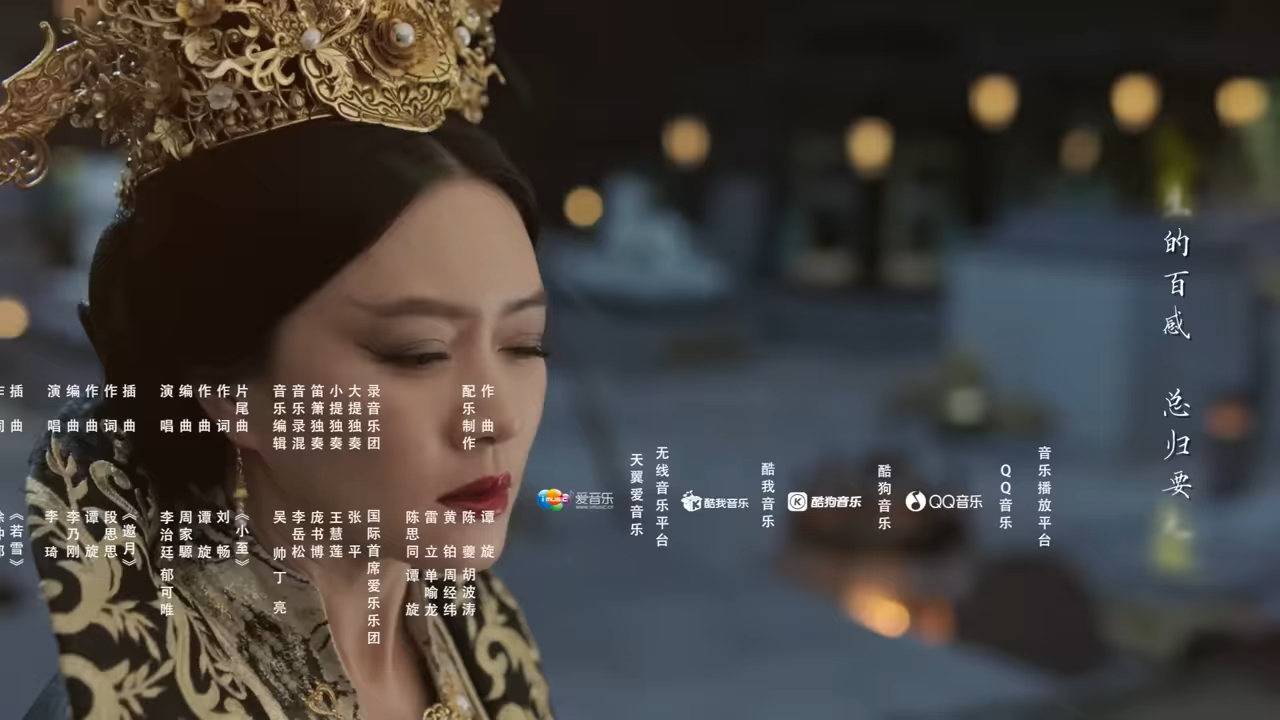 的百感 总归要
音乐播放平台
QQ音乐
QQ音乐
酷狗音乐
酷狗音乐
酷我音乐
酷我音乐
无线音乐平台
天翼爱音乐
爱音乐
作曲 谭旋
配乐制作 陈夔 胡波涛
黄铂 周经纬
雷立 单喻龙
陈思同 谭旋
录音乐团 国际首席爱乐乐团
大提独奏 张平
小提独奏 王慧莲
笛箫独奏 庞书博
音乐录混 李岳松
音乐编辑 吴帅 丁亮
片尾曲 《小至》
作词 刘畅
作曲 谭旋
编曲 周家騵
演唱 李治廷 郁可唯
插曲 《邀月》
作词 段思思
作曲 谭旋
编曲 李乃刚
演唱 李琦
插曲 《若雪》